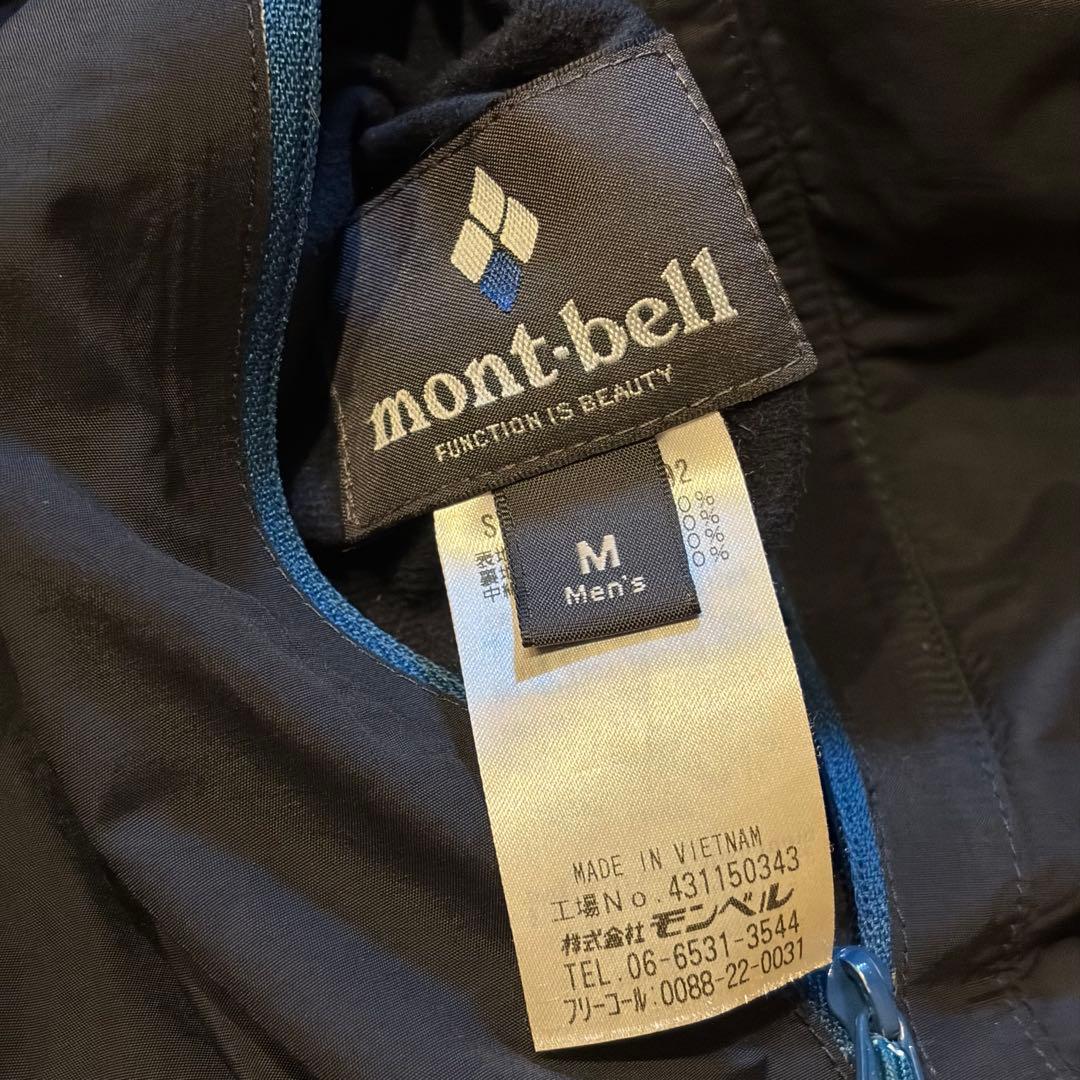 mont-bell
FUNCTION IS BEAUTY
M
Men's
MADE IN VIETNAM
工場No.431150343
株式会社モンベル
TEL.06-6531-3544
フリーコール:0088-22-0031